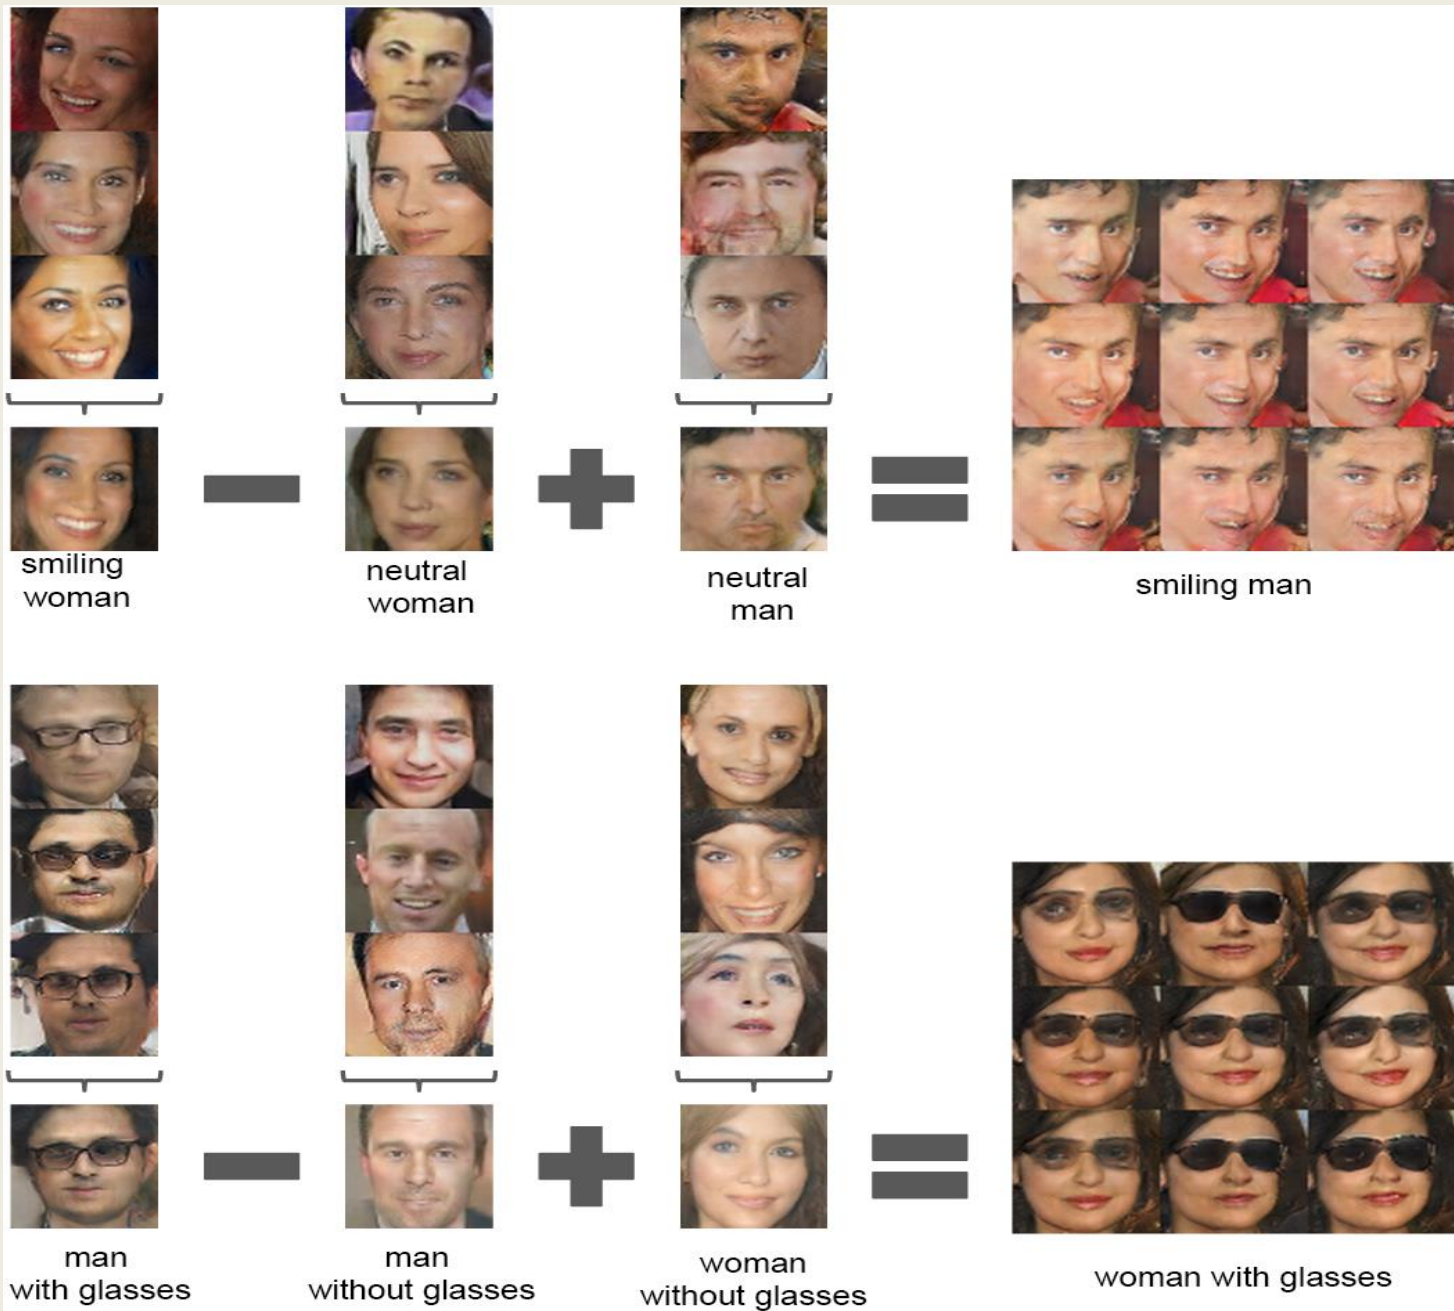 smiling
woman
neutral
woman
neutral
man
smiling man
man
with glasses
man
without glasses
woman
without glasses
woman with glasses